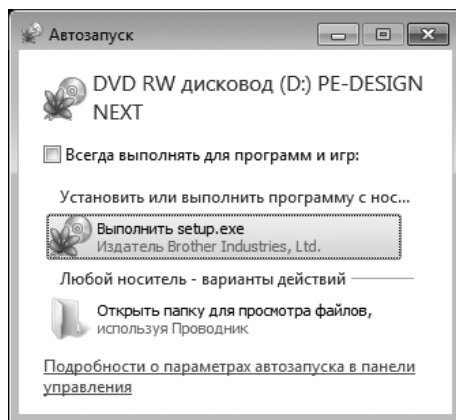 Автозапуск
DVD RW дисковод (D:) PE-DESIGN
NEXT
Всегда выполнять для программ и игр:
Установить или выполнить программу с нос...
Выполнить setup.exe
Издатель Brother Industries, Ltd.
Любой носитель - варианты действий
Открыть папку для просмотра файлов,
используя Проводник
Подробности о параметрах автозапуска в панели
управления